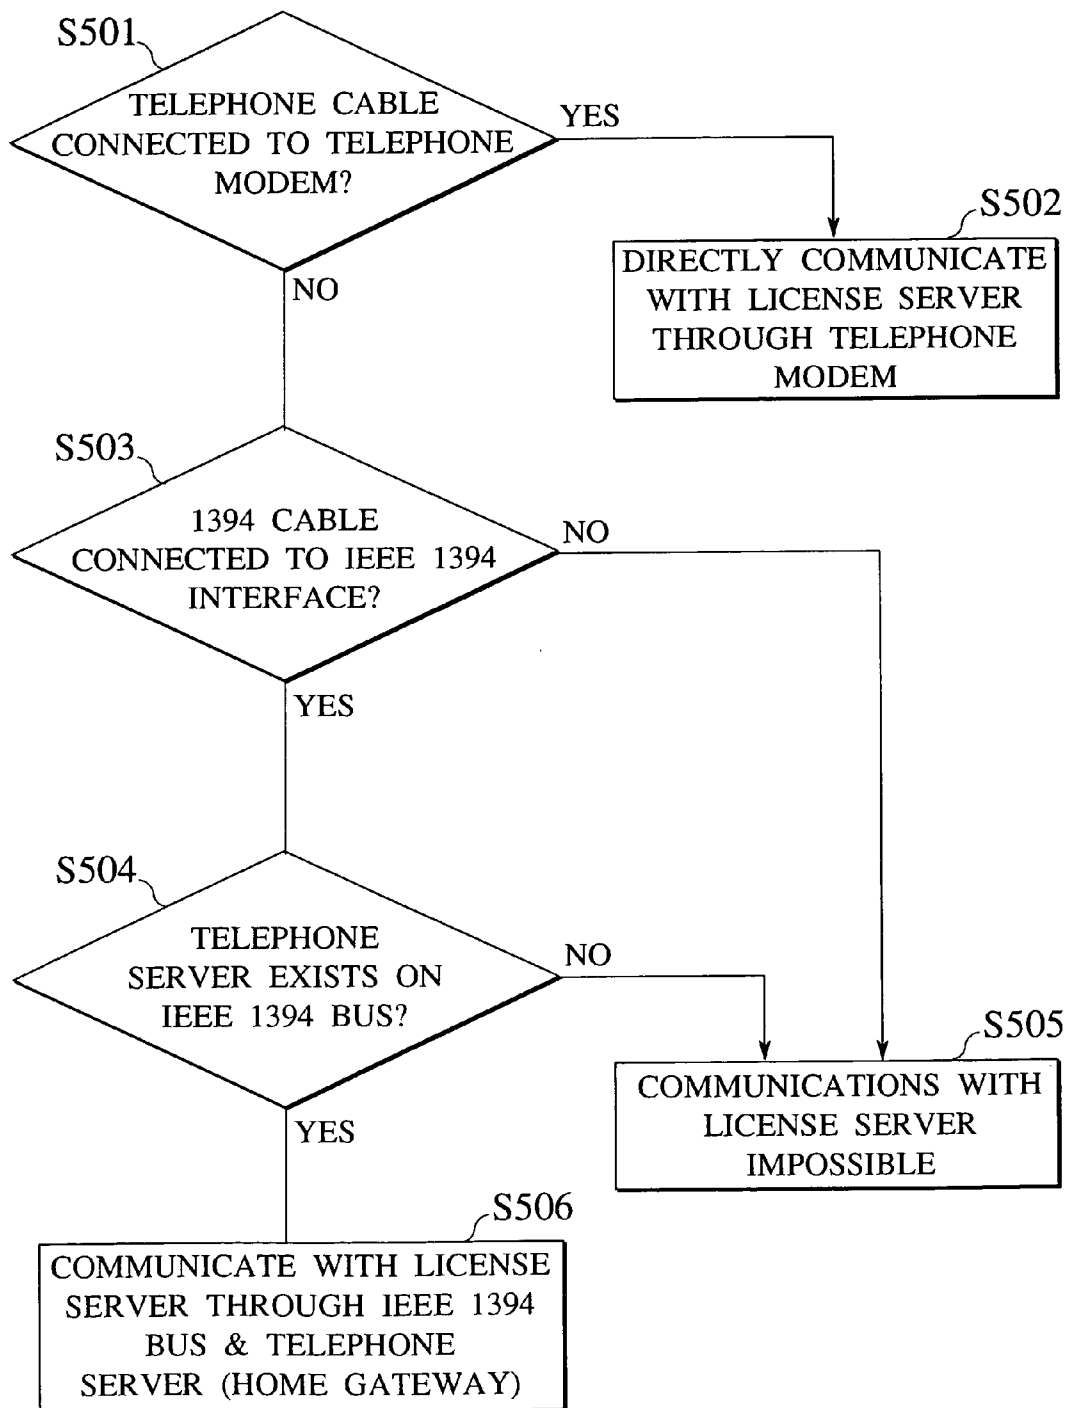 S501
TELEPHONE CABLE
CONNECTED TO TELEPHONE
MODEM?
YES
NO
S502
DIRECTLY COMMUNICATE
WITH LICENSE SERVER
THROUGH TELEPHONE
MODEM
S503
1394 CABLE
CONNECTED TO IEEE 1394
INTERFACE?
NO
YES
S504
TELEPHONE
SERVER EXISTS ON
IEEE 1394 BUS?
NO
YES
S505
COMMUNICATIONS WITH
LICENSE SERVER
IMPOSSIBLE
S506
COMMUNICATE WITH LICENSE
SERVER THROUGH IEEE 1394
BUS & TELEPHONE
SERVER (HOME GATEWAY)